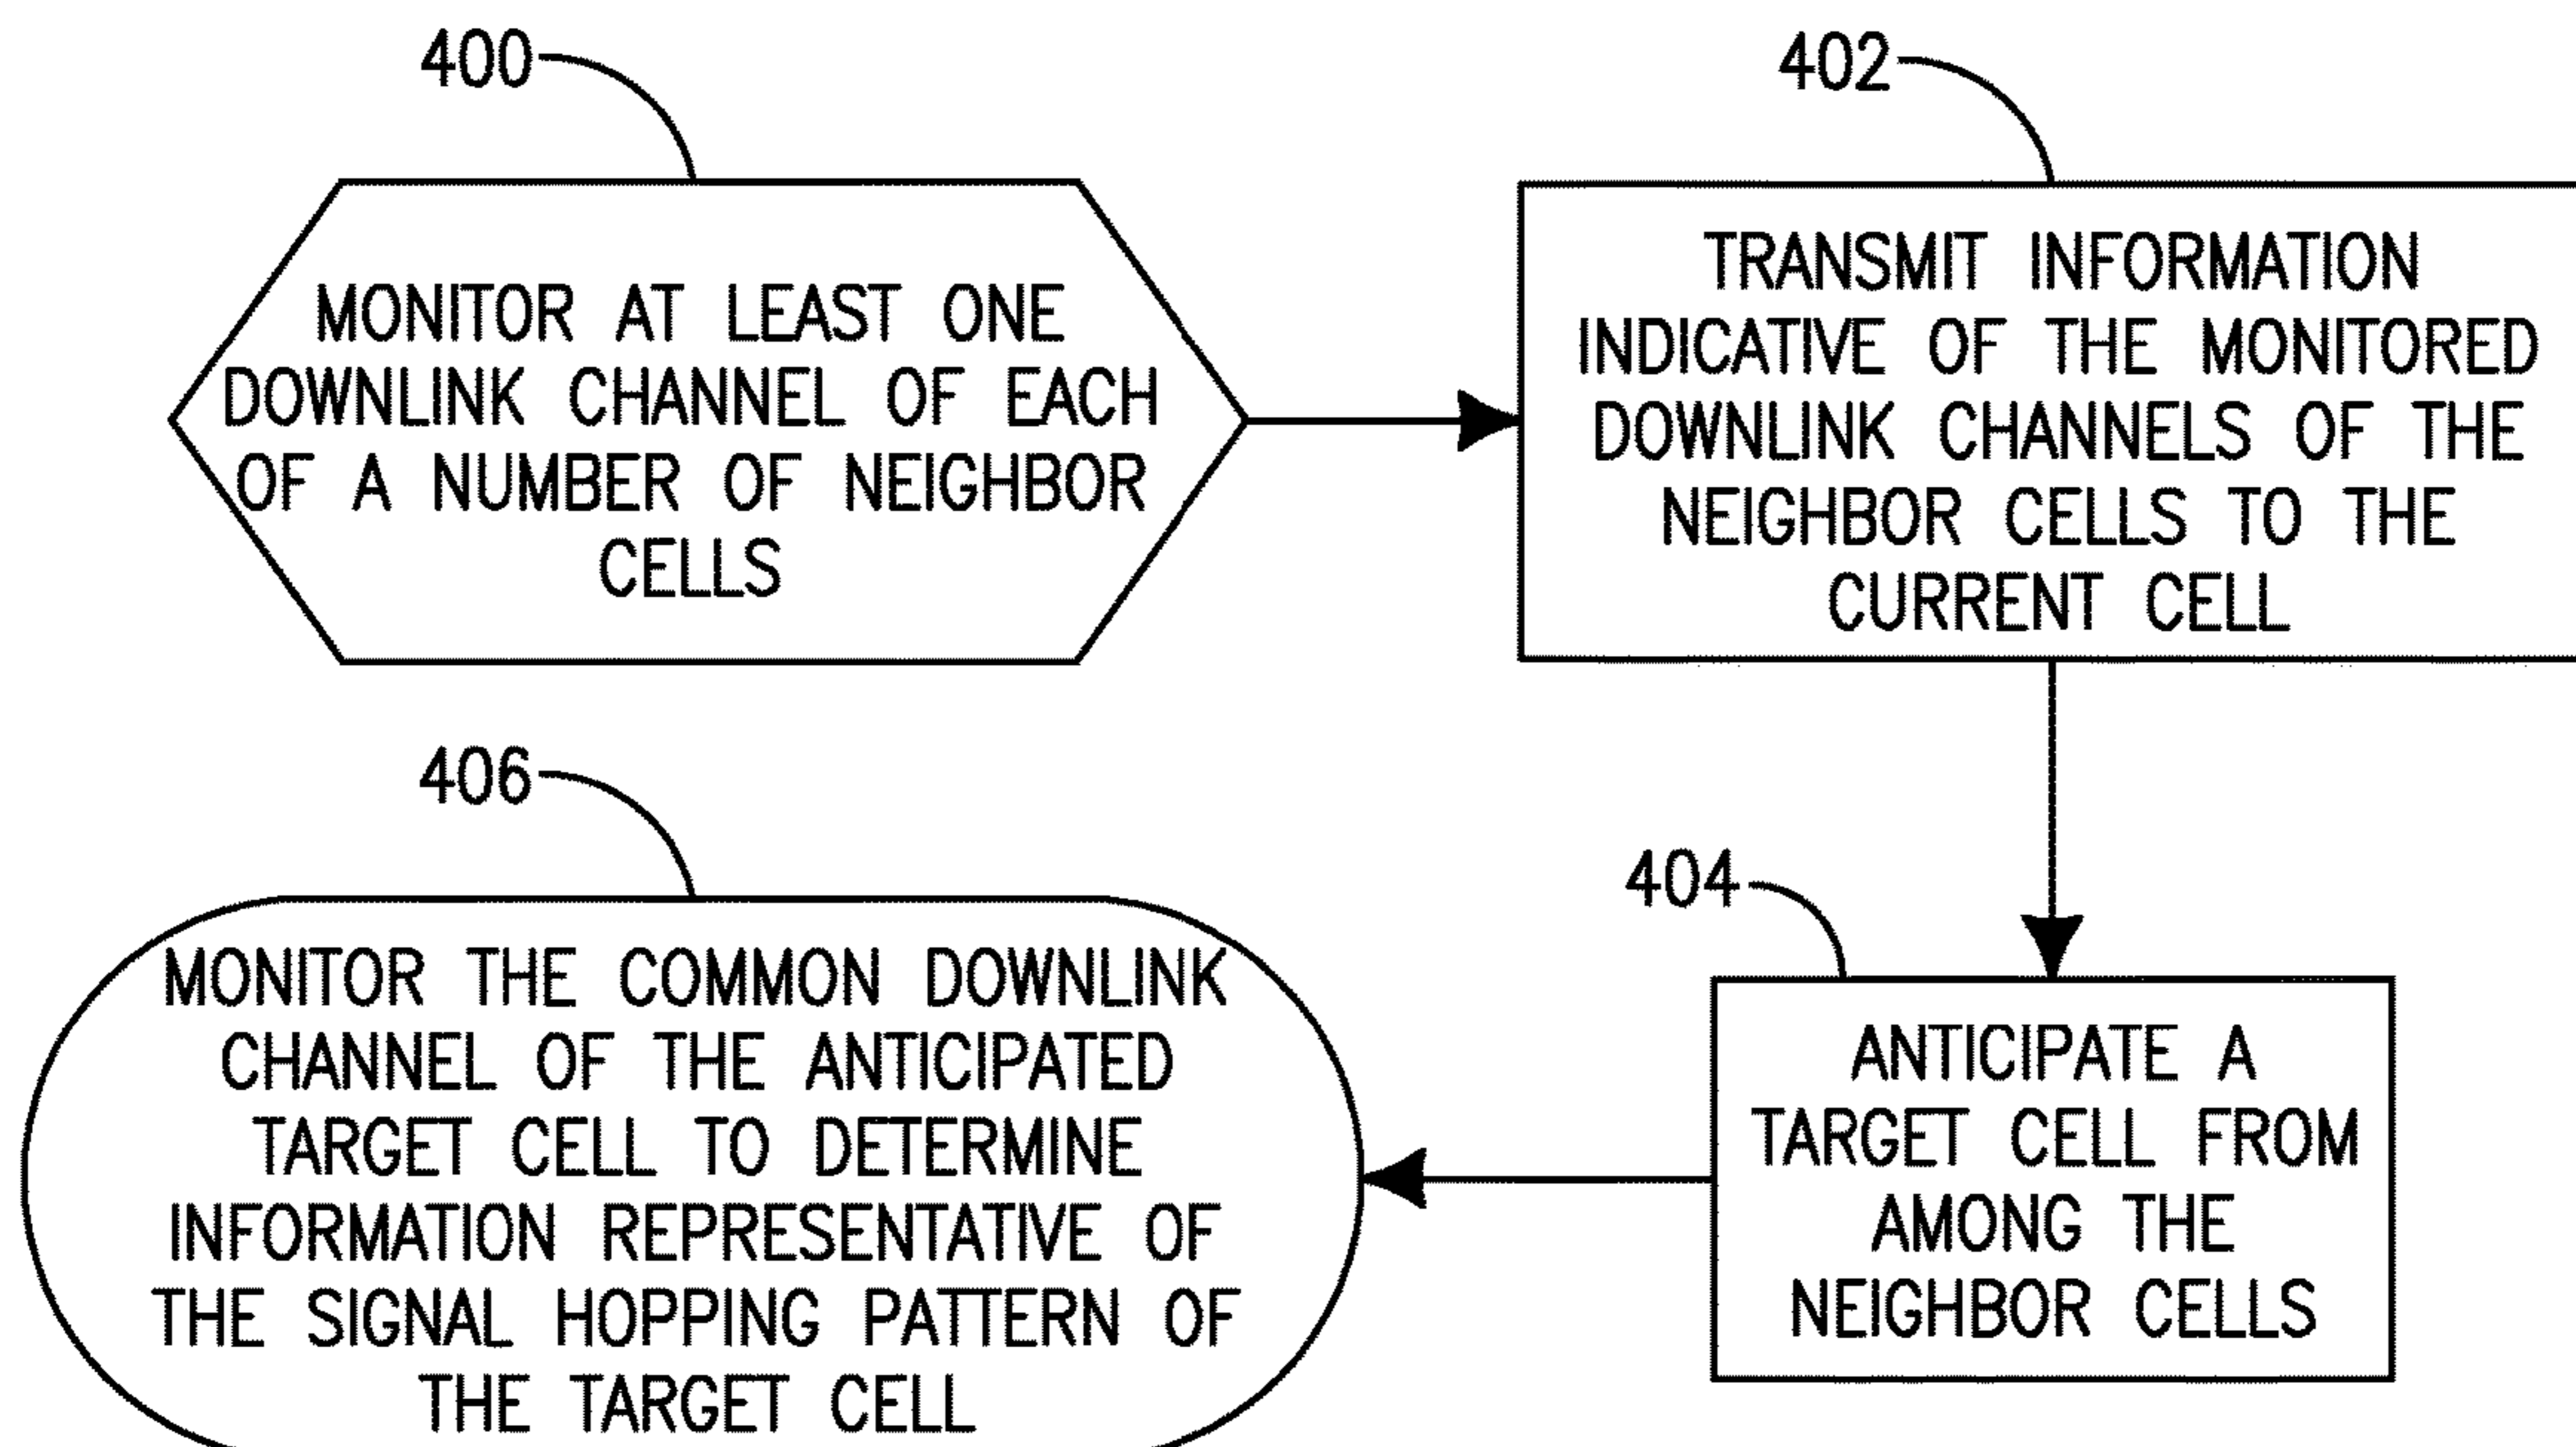 400
MONITOR AT LEAST ONE
DOWNLINK CHANNEL OF EACH
OF A NUMBER OF NEIGHBOR
CELLS
402
TRANSMIT INFORMATION
INDICATIVE OF THE MONITORED
DOWNLINK CHANNELS OF THE
NEIGHBOR CELLS TO THE
CURRENT CELL
404
ANTICIPATE A
TARGET CELL FROM
AMONG THE
NEIGHBOR CELLS
406
MONITOR THE COMMON DOWNLINK
CHANNEL OF THE ANTICIPATED
TARGET CELL TO DETERMINE
INFORMATION REPRESENTATIVE OF
THE SIGNAL HOPPING PATTERN OF
THE TARGET CELL